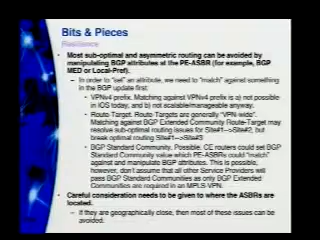 Bits & Pieces
Resilience
• Most sub-optimal and asymmetric routing can be avoided by
manipulating BGP attributes at the PE-ASBR (for example, BGP
MED or Local-Pref).
– In order to "set" an attribute, we need to "match" against something
in the BGP update first:
• VPNv4 prefix. Matching against VPNv4 prefix is a) not possible
in IOS today, and b) not scalable/manageable anyway.
• Route-Target. Route Targets are generally "VPN-wide".
Matching against BGP Extended Community Route-Target may
resolve sub-optimal routing issues for Site#1-->Site#2, but
break optimal routing Site#1-->Site#3
• BGP Standard Community. Possible. CE routers could set BGP
Standard Community value which PE-ASBRs could "match"
against and manipulate BGP attributes. This is possible,
however, don't assume that all other Service Providers will
pass BGP Standard Communities as only BGP Extended
Communities are required in an MPLS-VPN.
• Careful consideration needs to be given to where the ASBRs are
located.
– if they are geographically close, then most of these issues can be
avoided.